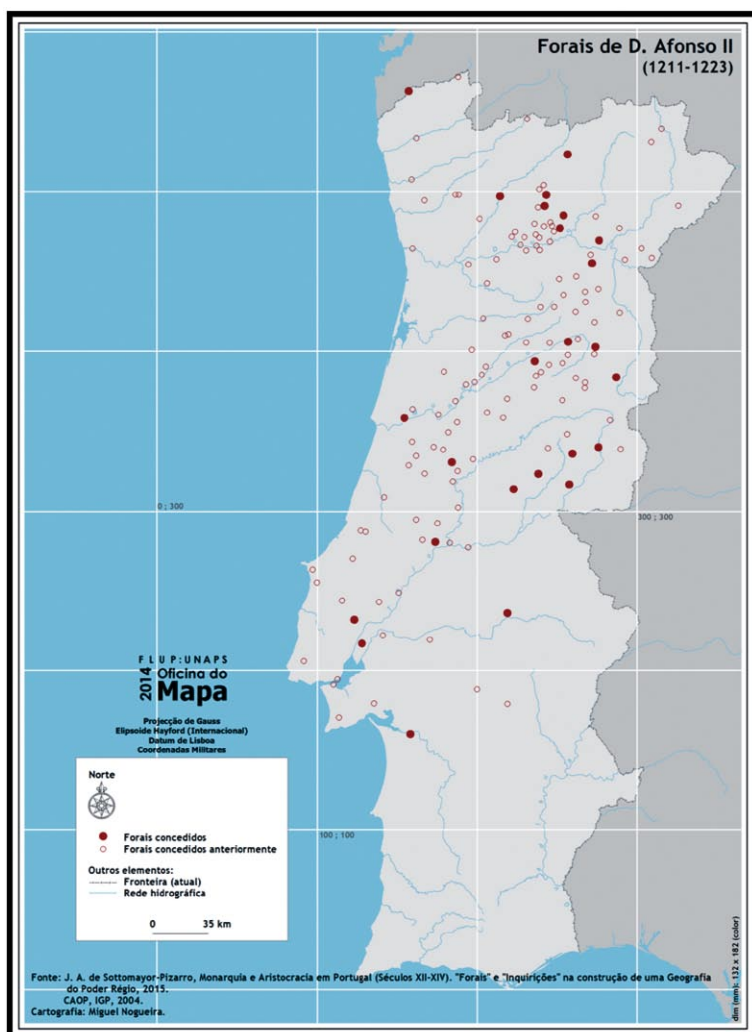 Forais de D. Afonso II
(1211-1223)
0 ; 300
300 ; 300
FLUP:UNAPS
2014 Oficina do
Mapa
Projecção de Gauss
Elipsoide Hayford (Internacional)
Datum de Lisboa
Coordenadas Militares
100 ; 100
Norte
Forais concedidos
Forais concedidos anteriormente
Outros elementos:
Fronteira (atual)
Rede hidrográfica
0 35 km
Fonte: J. A. de Sottomayor-Pizarro, Monarquia e Aristocracia em Portugal (Séculos XII-XIV). "Forais" e "Inquirições" na construção de uma Geografia
do Poder Régio, 2015.
CAOP, IGP, 2004.
Cartografia: Miguel Nogueira.
dim (mm): 132 x 182 (color)